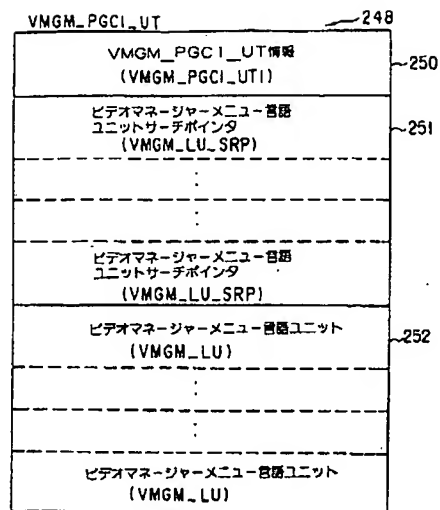 VMGM_PGCI_UT
248
VMGM_PGCI_UT情報
(VMGM_PGCI_UTI)
250
ビデオマネージャーメニュー言語
ユニットサーチポインタ
(VMGM_LU_SRP)
251
ビデオマネージャーメニュー言語
ユニットサーチポインタ
(VMGM_LU_SRP)
ビデオマネージャーメニュー言語ユニット
(VMGM_LU)
252
ビデオマネージャーメニュー言語ユニット
(VMGM_LU)